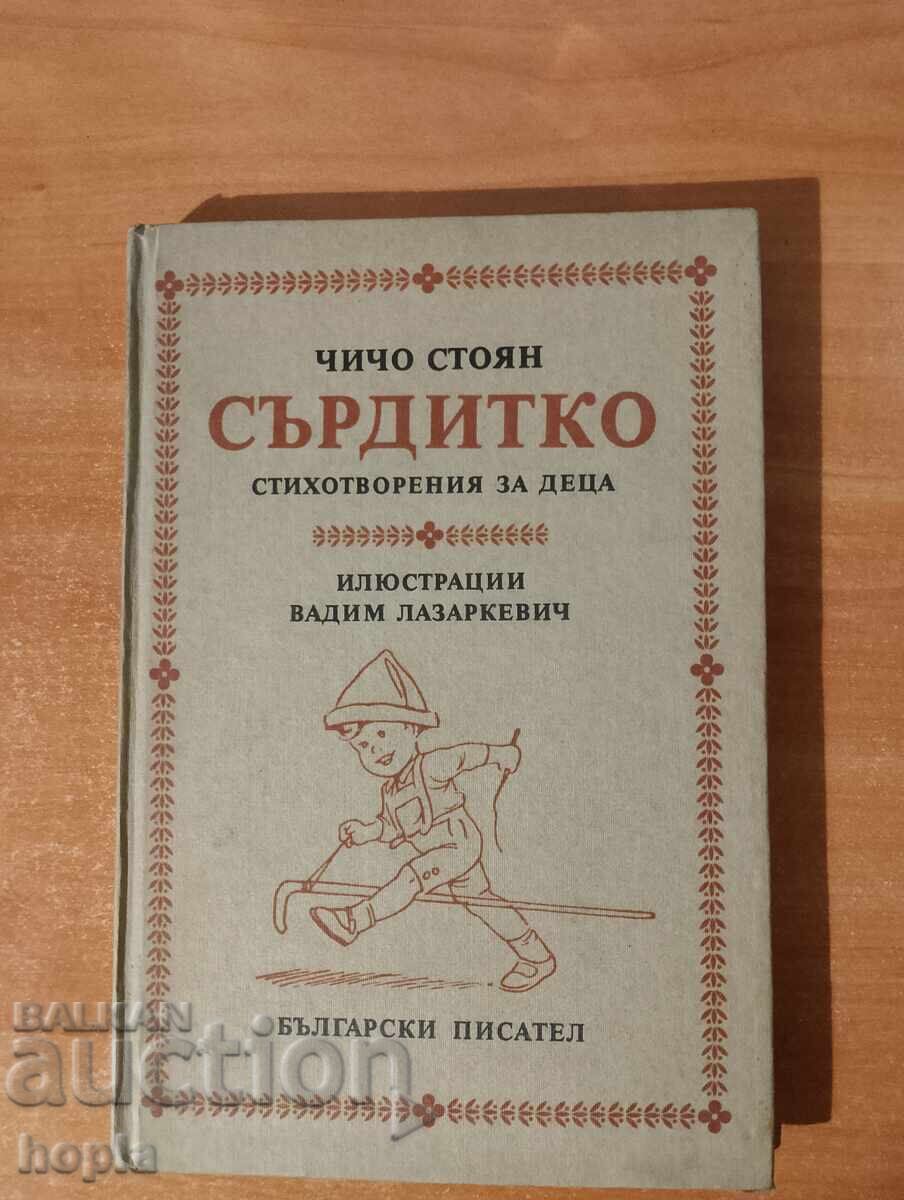 ЧИЧО СТОЯН
СЪРДИТКО
СТИХОТВОРЕНИЯ ЗА ДЕЦА
ИЛЮСТРАЦИИ
ВАДИМ ЛАЗАРКЕВИЧ
БЪЛГАРСКИ ПИСАТЕЛ
BALKAN
auction
hopla